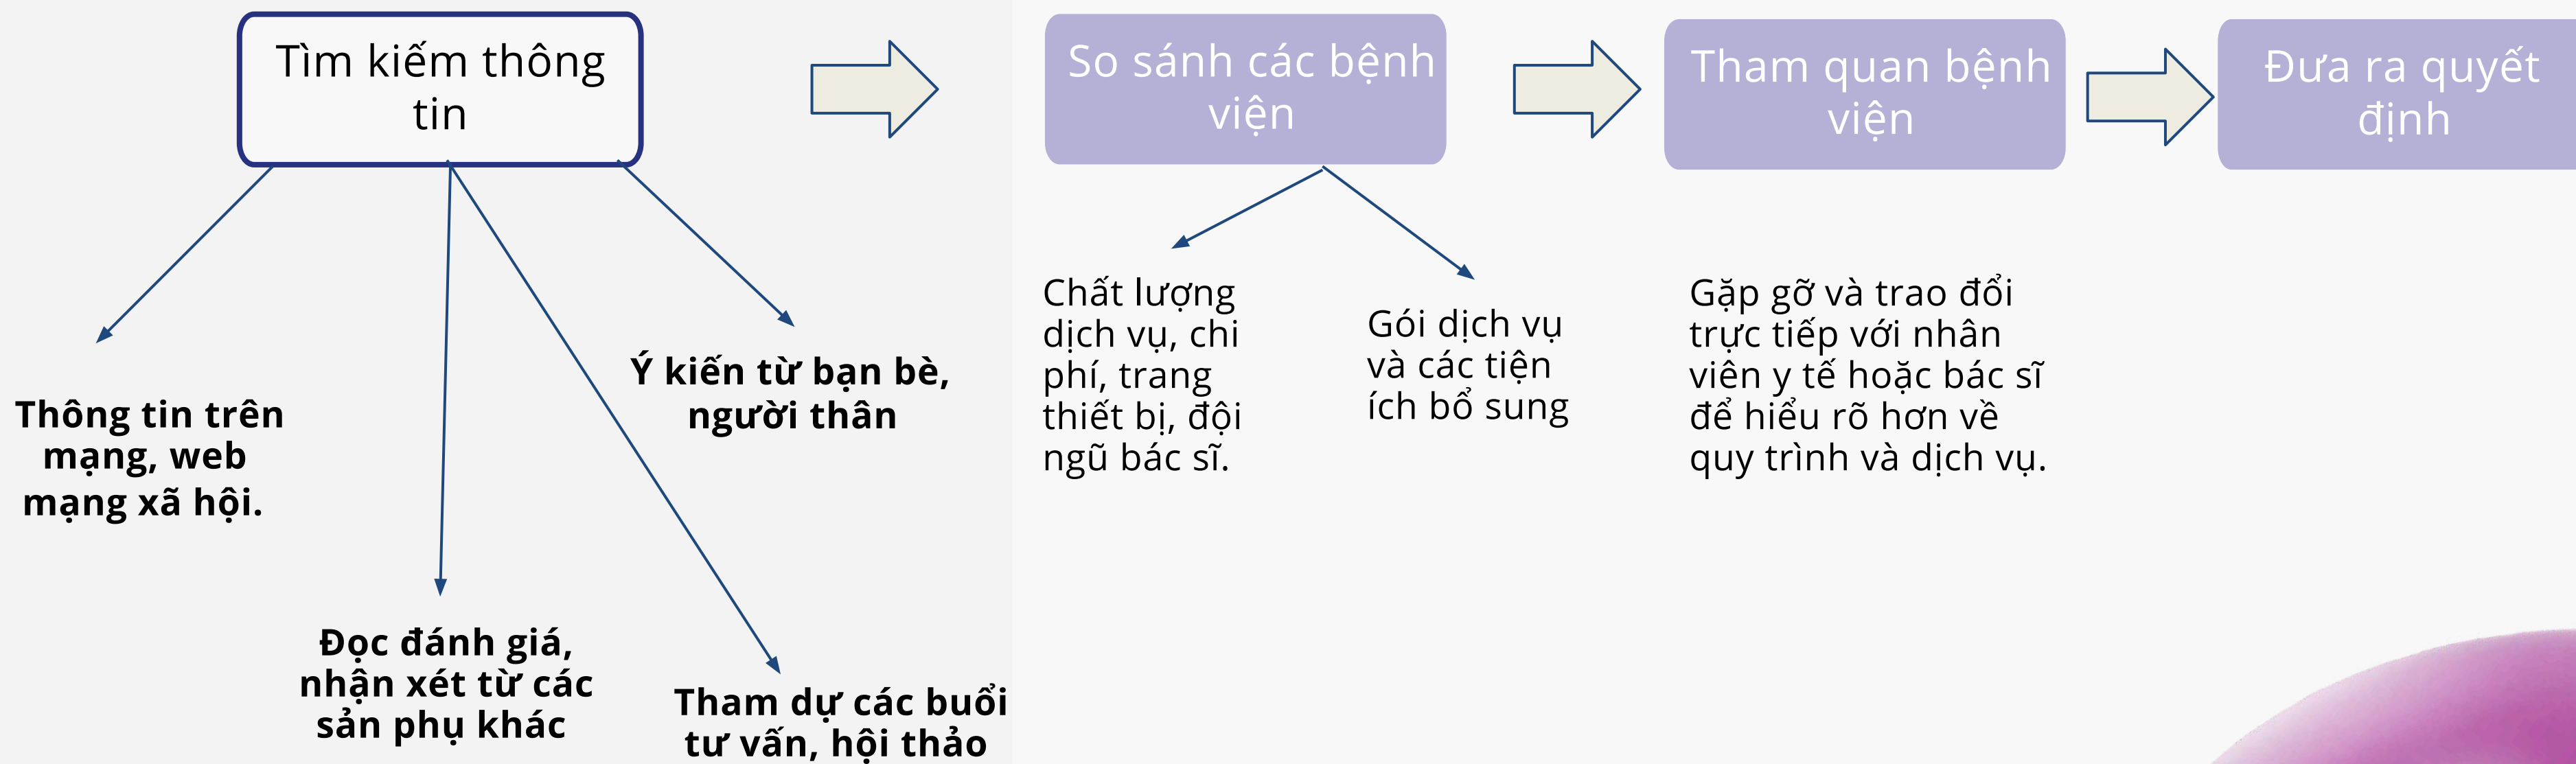 Tìm kiếm thông
tin
So sánh các bệnh
viện
Tham quan bệnh
viện
Đưa ra quyết
định
Thông tin trên
mạng, web
mạng xã hội.
Đọc đánh giá,
nhận xét từ các
sản phụ khác
Tham dự các buổi
tư vấn, hội thảo
Ý kiến từ bạn bè,
người thân
Chất lượng
dịch vụ, chi
phí, trang
thiết bị, đội
ngũ bác sĩ.
Gói dịch vụ
và các tiện
ích bổ sung
Gặp gỡ và trao đổi
trực tiếp với nhân
viên y tế hoặc bác sĩ
để hiểu rõ hơn về
quy trình và dịch vụ.